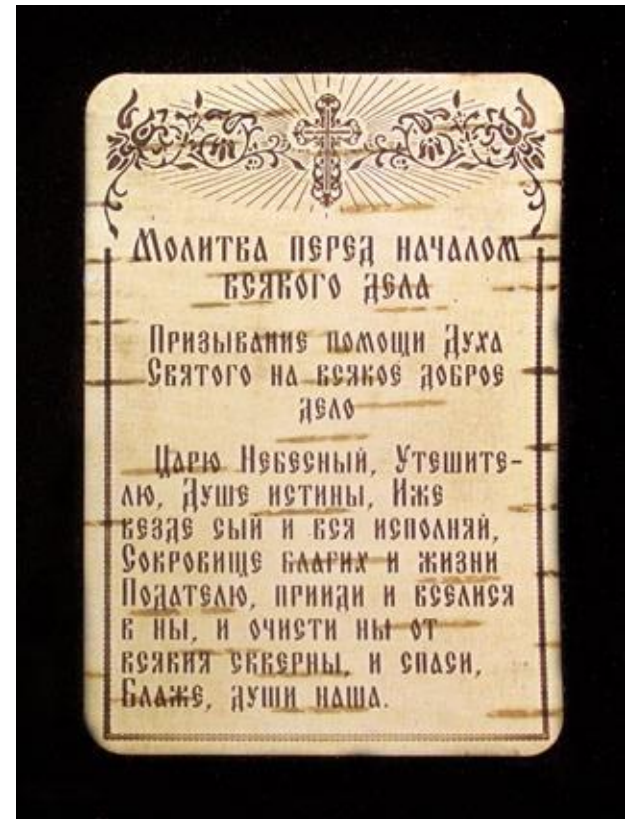 Молитва перед началом
всякого дела
Призывание помощи Духа
Святого на всякое доброе
дело
Царю Небесный, Утешите-
лю, Душе истины, Иже
везде сый и вся исполняй,
Сокровище благих и жизни
Подателю, прииди и вселися
в ны, и очисти ны от
всякия скверны, и спаси,
Блаже, души наша.